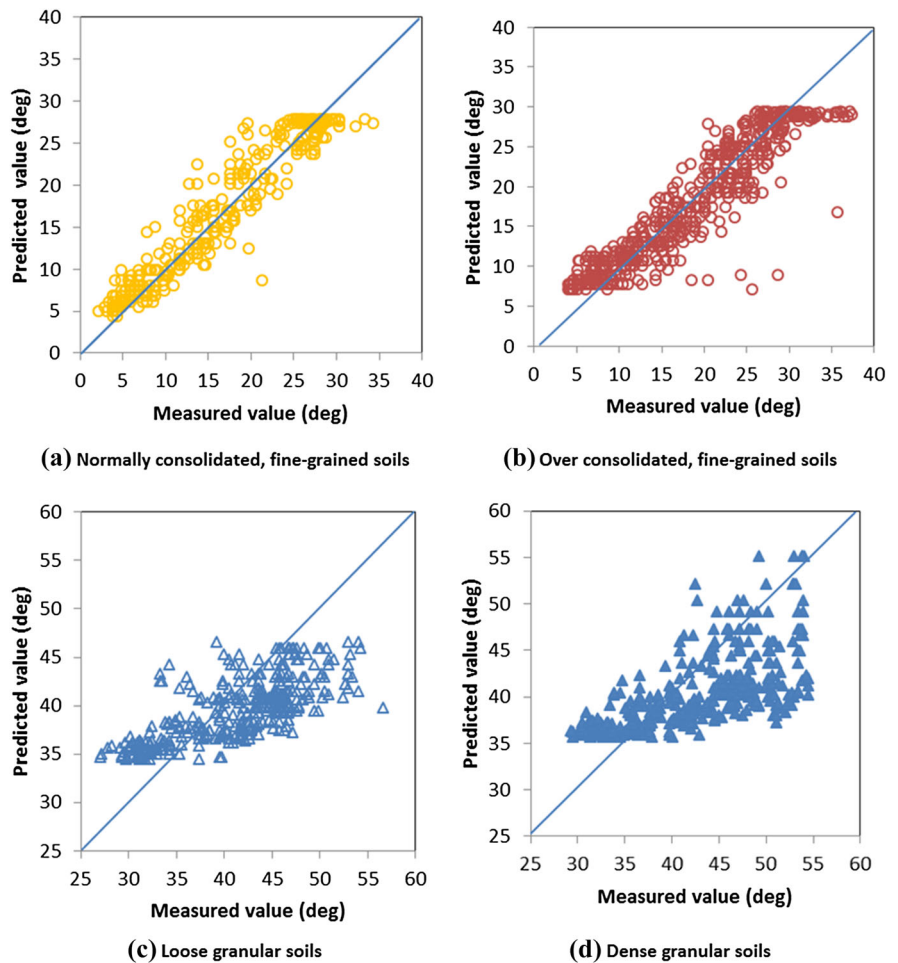 40
35
30
25
20
15
10
5
0
Predicted value (deg)
0 5 10 15 20 25 30 35 40
Measured value (deg)
(a) Normally consolidated, fine-grained soils
40
35
30
25
20
15
10
5
0
Predicted value (deg)
0 5 10 15 20 25 30 35 40
Measured value (deg)
(b) Over consolidated, fine-grained soils
60
55
50
45
40
35
30
25
Predicted value (deg)
25 30 35 40 45 50 55 60
Measured value (deg)
(c) Loose granular soils
60
55
50
45
40
35
30
25
Predicted value (deg)
25 30 35 40 45 50 55 60
Measured value (deg)
(d) Dense granular soils